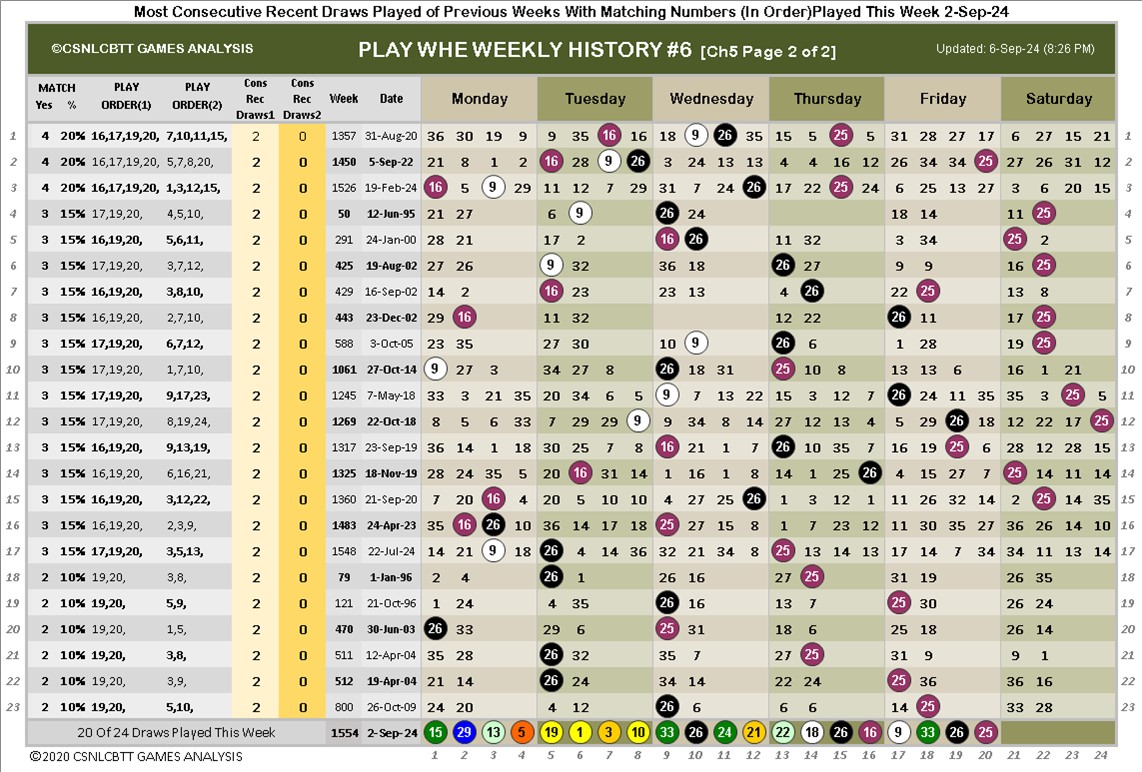 Most Consecutive Recent Draws Played of Previous Weeks With Matching Numbers (In Order)Played This Week 2-Sep-24
©CSNLCBTT GAMES ANALYSIS PLAY WHE WEEKLY HISTORY #6 [Ch5 Page 2 of 2] Updated: 6-Sep-24 (8:26 PM)
MATCH Yes % PLAY ORDER(1) PLAY ORDER(2) Cons Rec Draws1 Cons Rec Draws2 Week Date Monday Tuesday Wednesday Thursday Friday Saturday
1 4 20% 16,17,19,20, 7,10,11,15, 2 0 1357 31-Aug-20 36 30 19 9 9 35 16 16 18 9 26 35 15 5 25 5 31 28 27 17 6 27 15 21 1
2 4 20% 16,17,19,20, 5,7,8,20, 2 0 1450 5-Sep-22 21 8 1 2 16 28 9 26 3 24 13 13 4 4 16 12 26 34 34 20 27 26 31 12 2
3 4 20% 16,17,19,20, 1,3,12,15, 2 0 1526 19-Feb-24 16 5 9 29 11 12 7 29 31 7 24 26 17 22 25 24 6 25 13 27 3 6 20 15 3
4 3 15% 17,19,20, 4,5,10, 2 0 50 12-Jun-95 21 27 6 9 26 24 18 14 11 25 4
5 3 15% 16,19,20, 5,6,11, 2 0 291 24-Jan-00 28 21 17 2 16 26 11 32 3 34 25 2 5
6 3 15% 17,19,20, 3,7,12, 2 0 425 19-Aug-02 27 26 9 32 36 18 26 27 9 9 16 25 6
7 3 15% 16,19,20, 3,8,10, 2 0 429 16-Sep-02 14 2 16 23 23 13 4 26 22 25 13 8 7
8 3 15% 16,19,20, 2,7,10, 2 0 443 23-Dec-02 29 16 11 32 12 22 26 11 17 25 8
9 3 15% 17,19,20, 6,7,12, 2 0 588 3-Oct-05 23 35 27 30 10 9 26 6 1 28 19 25 9
10 3 15% 17,19,20, 1,7,10, 2 0 1061 27-Oct-14 9 27 3 34 27 8 26 18 31 25 10 8 13 13 6 16 1 21 10
11 3 15% 17,19,20, 9,17,23, 2 0 1245 7-May-18 33 3 21 35 20 34 6 5 9 7 13 22 15 3 12 7 26 24 11 35 35 3 25 5 11
12 3 15% 17,19,20, 8,19,24, 2 0 1269 22-Oct-18 8 5 6 33 7 29 29 9 9 34 8 14 27 12 13 4 5 29 26 18 12 22 17 25 12
13 3 15% 16,19,20, 9,13,19, 2 0 1317 23-Sep-19 36 14 1 18 30 25 7 8 16 21 1 7 26 10 35 7 16 19 25 6 28 12 28 15 13
14 3 15% 16,19,20, 6,16,21, 2 0 1325 18-Nov-19 28 24 35 5 20 16 31 14 1 16 1 8 14 1 25 26 4 15 27 7 25 14 11 14 14
15 3 15% 16,19,20, 3,12,22, 2 0 1360 21-Sep-20 7 20 16 4 20 5 10 10 4 27 25 26 1 3 12 1 11 26 32 14 2 25 14 35 15
16 3 15% 16,19,20, 2,3,9, 2 0 1483 24-Apr-23 35 16 26 10 36 14 17 18 25 27 15 8 1 7 23 12 11 30 35 27 36 26 14 10 16
17 3 15% 17,19,20, 3,5,13, 2 0 1548 22-Jul-24 14 21 9 18 26 4 14 36 32 21 34 8 25 13 14 13 17 14 7 34 34 11 13 14 17
18 2 10% 19,20, 3,8, 2 0 79 1-Jan-96 2 4 26 1 26 16 27 25 31 19 26 35 18
19 2 10% 19,20, 5,9, 2 0 121 21-Oct-96 1 24 4 35 26 16 13 7 25 30 26 24 19
20 2 10% 19,20, 1,5, 2 0 470 30-Jun-03 26 33 29 6 25 31 18 6 25 18 26 14 20
21 2 10% 19,20, 3,8, 2 0 511 12-Apr-04 35 28 26 32 35 7 27 25 31 9 9 1 21
22 2 10% 19,20, 3,9, 2 0 512 19-Apr-04 21 14 26 24 34 14 22 24 25 36 36 16 22
23 2 10% 19,20, 5,10, 2 0 800 26-Oct-09 24 20 4 12 26 6 6 6 18 25 33 28 23
20 Of 24 Draws Played This Week 1554 2-Sep-24 15 29 13 5 19 1 3 10 33 26 24 21 22 18 26 16 9 33 26 25
©2020 CSNLCBTT GAMES ANALYSIS 1 2 3 4 5 6 7 8 9 10 11 12 13 14 15 16 17 18 19 20 21 22 23 24